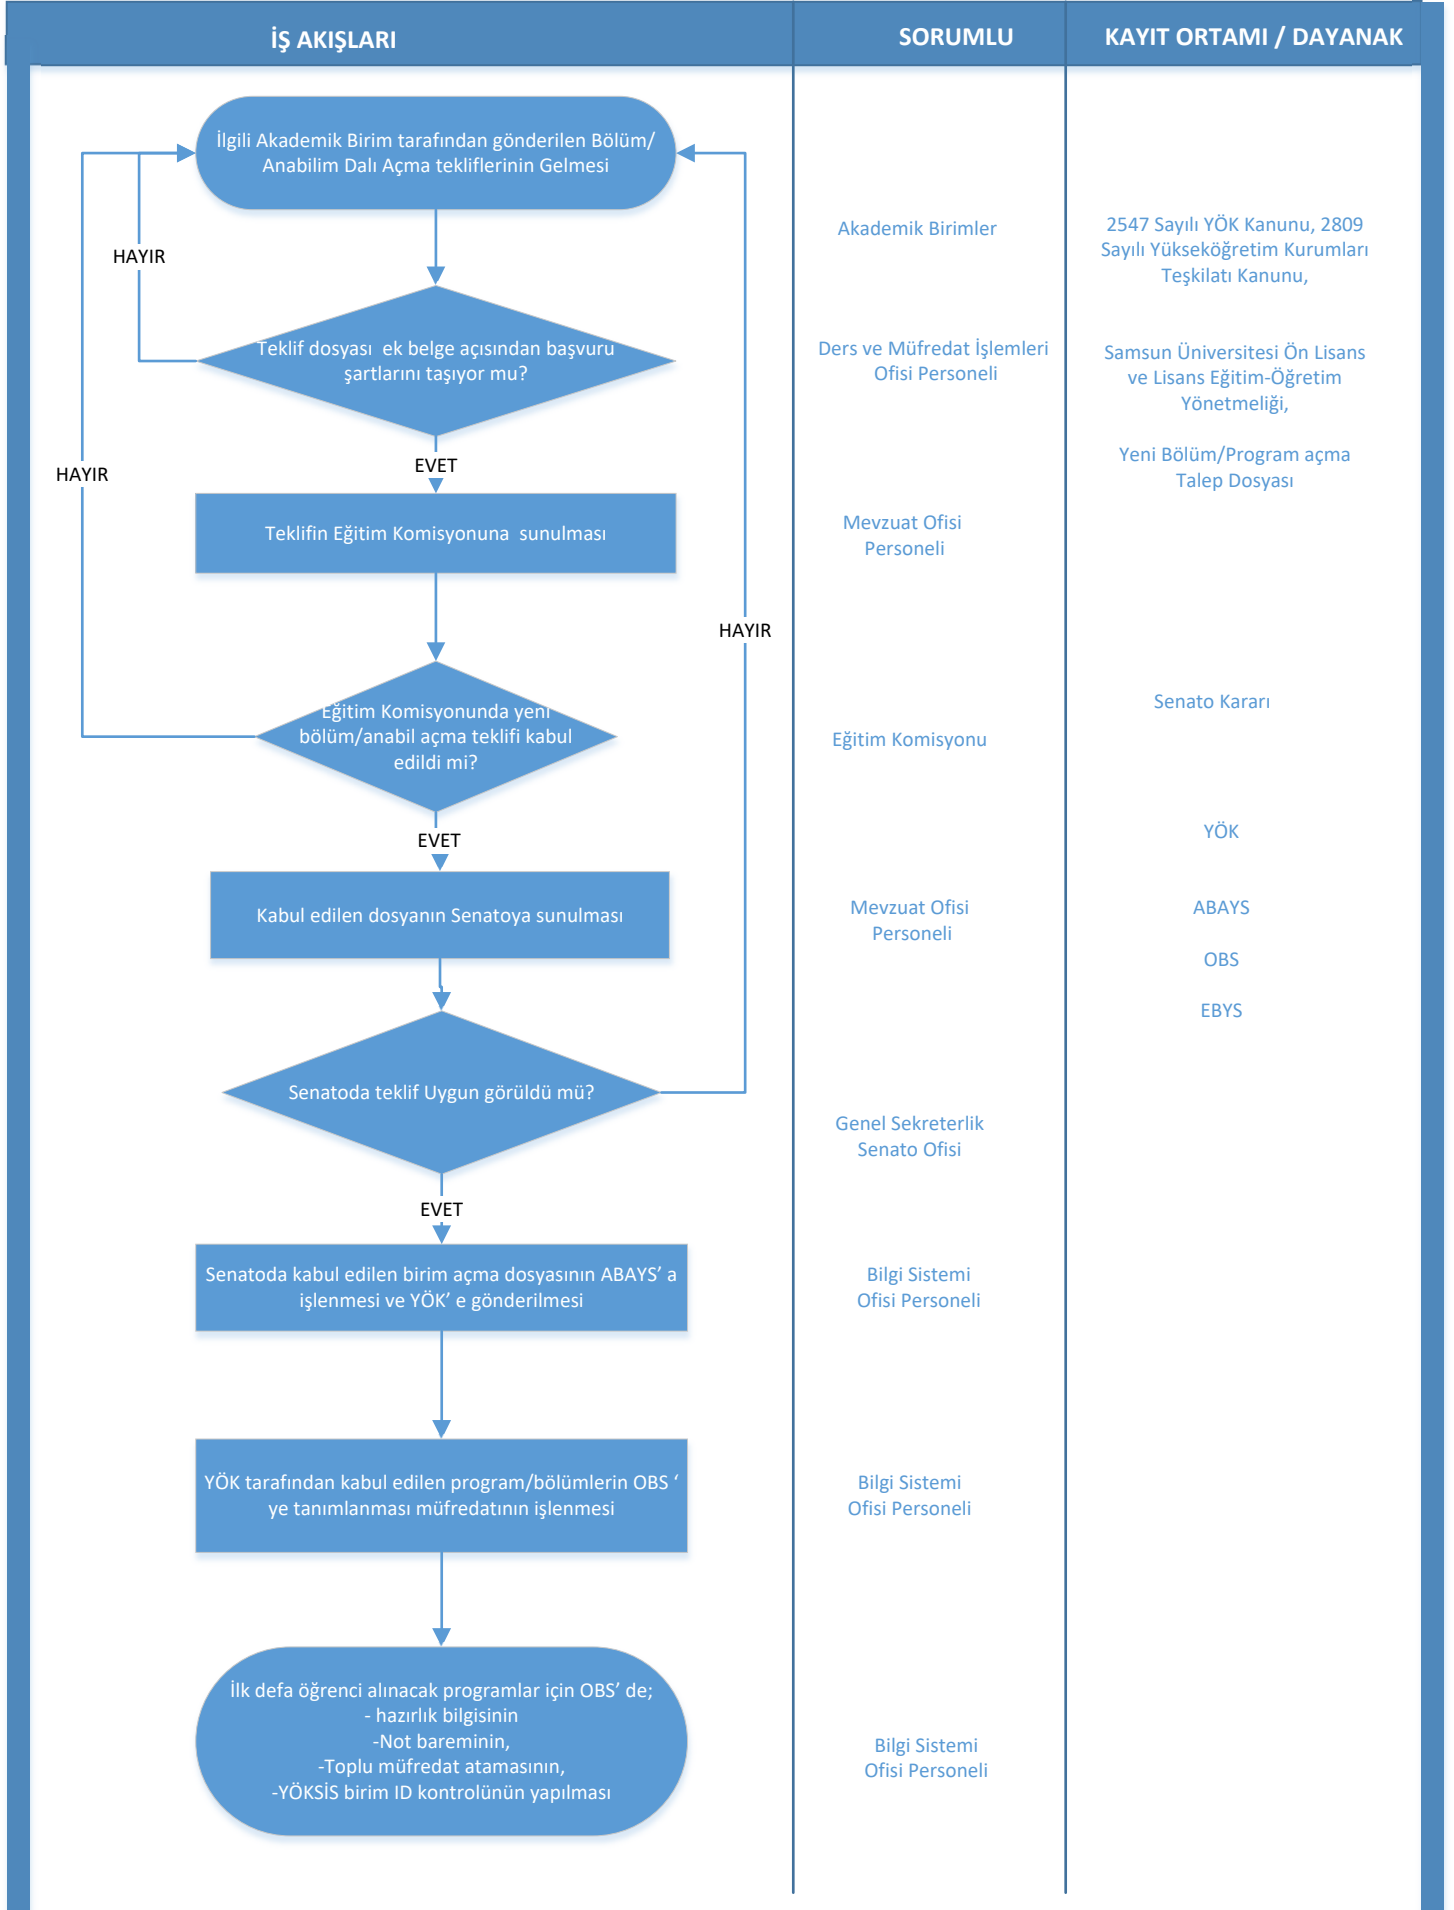 İŞ AKIŞLARI
SORUMLU
KAYIT ORTAMI / DAYANAK
İlgili Akademik Birim tarafından gönderilen Bölüm/
Anabilim Dalı Açma tekliflerinin Gelmesi
Akademik Birimler
2547 Sayılı YÖK Kanunu, 2809
Sayılı Yükseköğretim Kurumları
Teşkilatı Kanunu,
HAYIR
Teklif dosyası  ek belge açısından başvuru
şartlarını taşıyor mu?
Ders ve Müfredat İşlemleri
Ofisi Personeli
Samsun Üniversitesi Ön Lisans
ve Lisans Eğitim-Öğretim
Yönetmeliği,
HAYIR
EVET
Yeni Bölüm/Program açma
Talep Dosyası
Teklifin Eğitim Komisyonuna  sunulması
Mevzuat Ofisi
Personeli
HAYIR
Eğitim Komisyonunda yeni
bölüm/anabil açma teklifi kabul
edildi mi?
Eğitim Komisyonu
Senato Kararı
EVET
YÖK
Kabul edilen dosyanın Senatoya sunulması
Mevzuat Ofisi
Personeli
ABAYS
OBS
EBYS
Senatoda teklif Uygun görüldü mü?
Genel Sekreterlik
Senato Ofisi
EVET
Senatoda kabul edilen birim açma dosyasının ABAYS’ a
işlenmesi ve YÖK’ e gönderilmesi
Bilgi Sistemi
Ofisi Personeli
YÖK tarafından kabul edilen program/bölümlerin OBS ‘
ye tanımlanması müfredatının işlenmesi
Bilgi Sistemi
Ofisi Personeli
İlk defa öğrenci alınacak programlar için OBS’ de;
- hazırlık bilgisinin
-Not bareminin,
-Toplu müfredat atamasının,
-YÖKSİS birim ID kontrolünün yapılması
Bilgi Sistemi
Ofisi Personeli